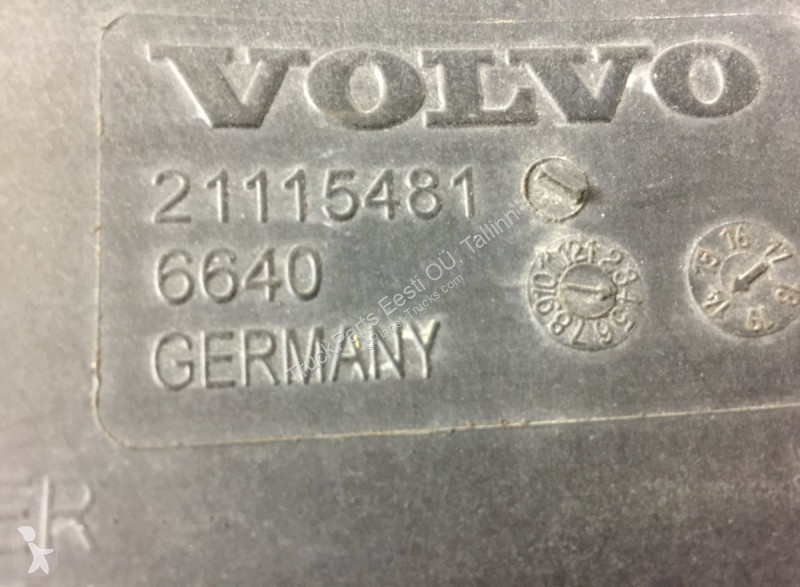 VOLVO
21115481
6640
GERMANY
TruckParts Eesti OÜ, Tallinn